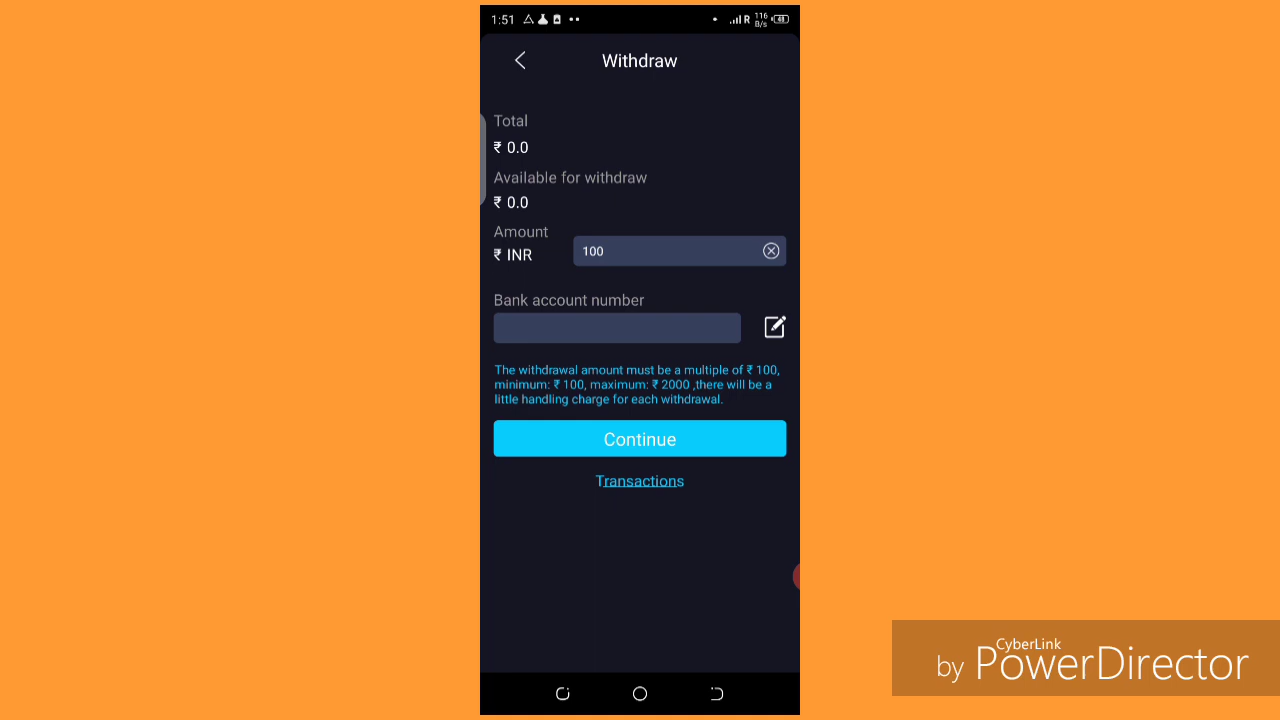 1:51
R 116 B/s 48
Withdraw
Total
₹ 0.0
Available for withdraw
₹ 0.0
Amount
₹ INR
100
Bank account number
The withdrawal amount must be a multiple of ₹ 100,
minimum: ₹ 100, maximum: ₹ 2000 ,there will be a
little handling charge for each withdrawal.
Continue
Transactions
CyberLink
by PowerDirector